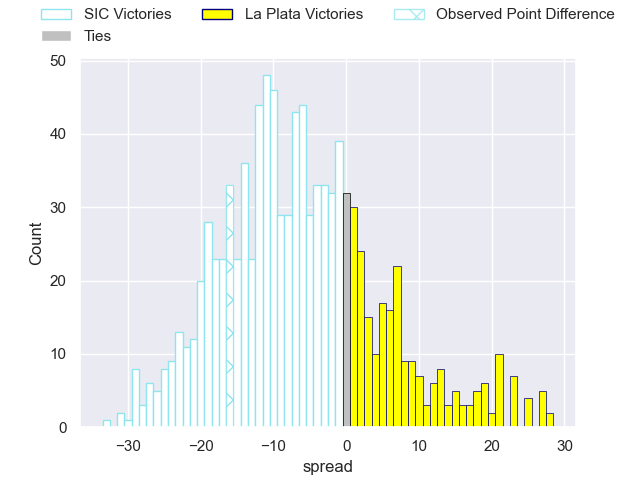 SIC Victories
La Plata Victories
Observed Point Difference
Ties
50
40
30
20
10
0
Count
−30
−20
−10
0
10
20
30
spread